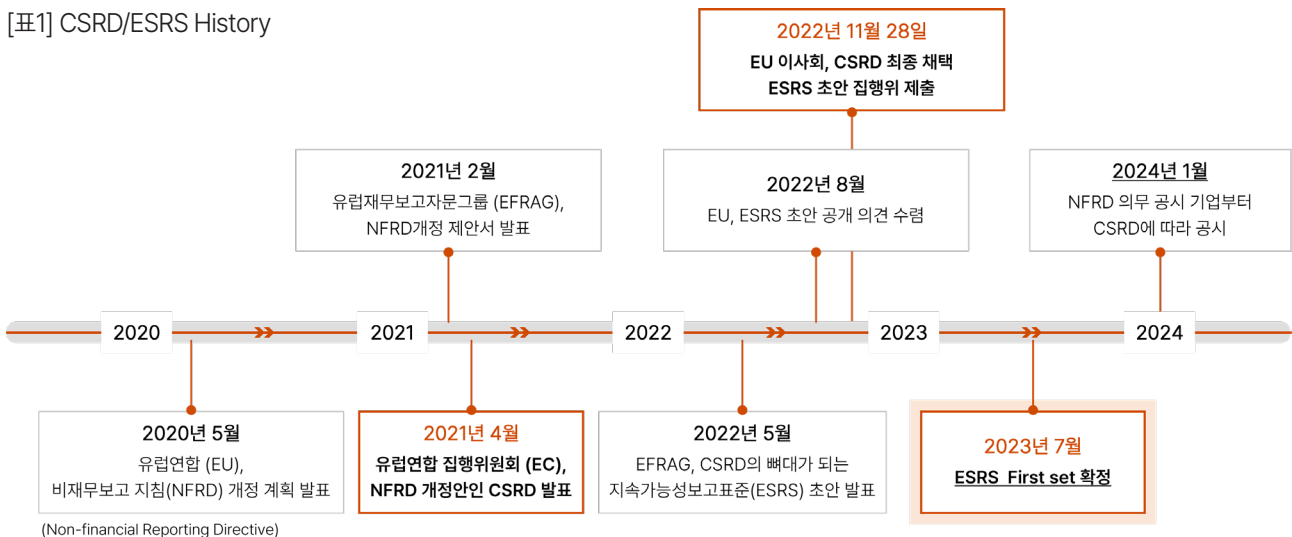 [표1] CSRD/ESRS History
2022년 11월 28일
EU 이사회, CSRD 최종 채택
ESRS 초안 집행위 제출
2021년 2월
유럽재무보고자문그룹 (EFRAG),
NFRD개정 제안서 발표
2022년 8월
EU, ESRS 초안 공개 의견 수렴
2024년 1월
NFRD 의무 공시 기업부터
CSRD에 따라 공시
2020
2021
2022
2023
2024
2020년 5월
유럽연합 (EU),
비재무보고 지침(NFRD) 개정 계획 발표
(Non-financial Reporting Directive)
2021년 4월
유럽연합 집행위원회 (EC),
NFRD 개정안인 CSRD 발표
2022년 5월
EFRAG, CSRD의 뼈대가 되는
지속가능성보고표준(ESRS) 초안 발표
2023년 7월
ESRS First set 확정